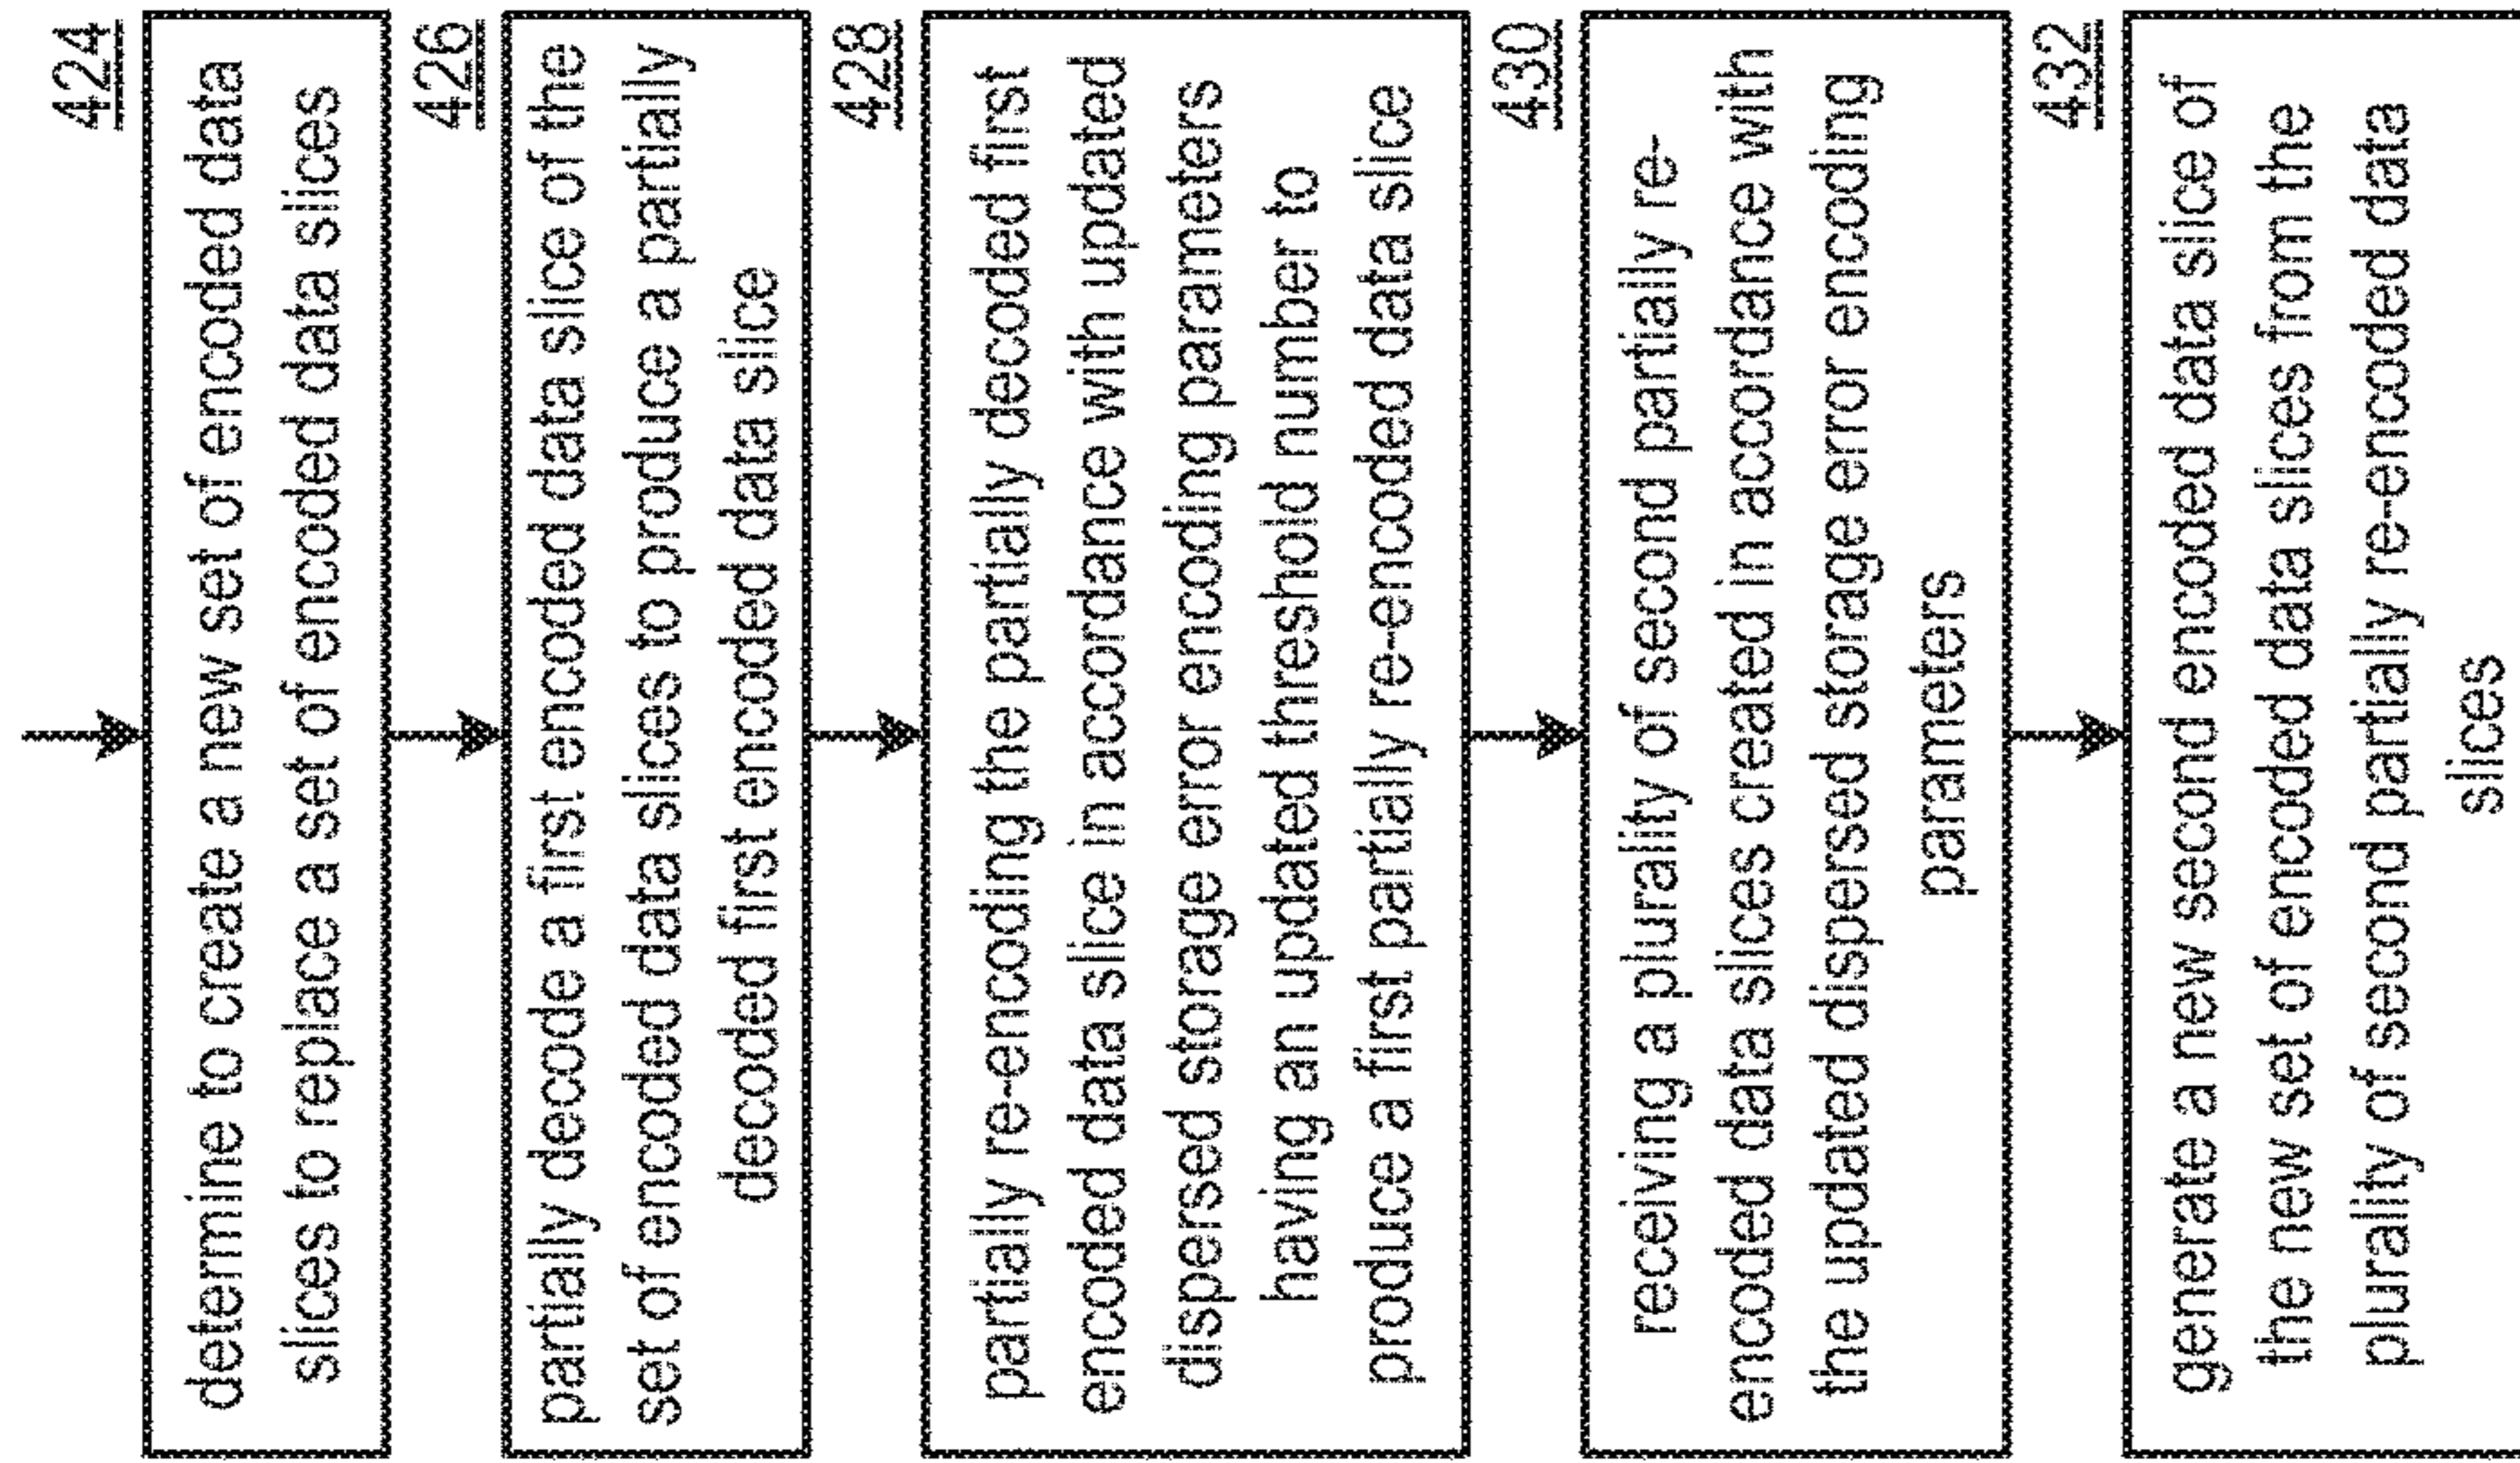 424
determine to create a new set of encoded data
slices to replace a set of encoded data slices
426
partially decode a first encoded data slice of the
set of encoded data slices to produce a partially
decoded first encoded data slice
428
partially re-encoding the partially decoded first
encoded data slice in accordance with updated
dispersed storage error encoding parameters
having an updated threshold number to
produce a first partially re-encoded data slice
430
receiving a plurality of second partially re-
encoded data slices created in accordance with
the updated dispersed storage error encoding
parameters
432
generate a new second encoded data slice of
the new set of encoded data slices from the
plurality of second partially re-encoded data
slices